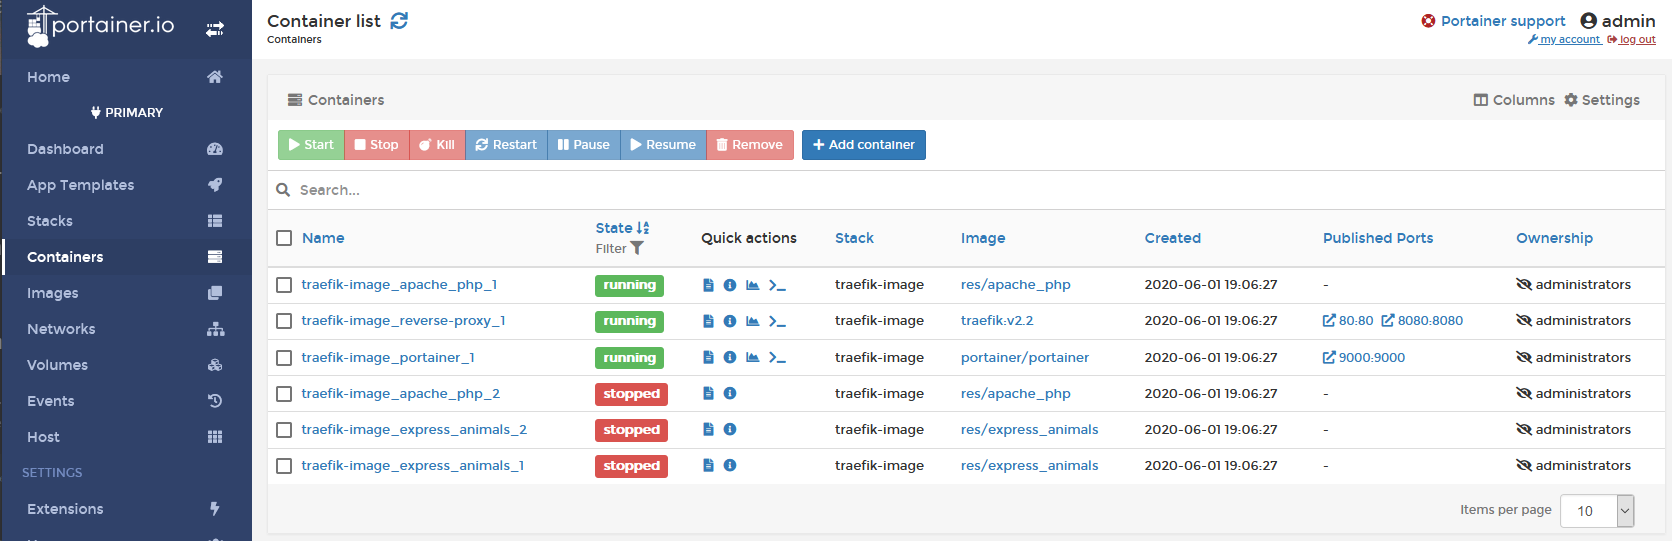 portainer.io
Container list
Containers
Portainer support admin
my account log out
Home
PRIMARY
Dashboard
App Templates
Stacks
Containers
Images
Networks
Volumes
Events
Host
SETTINGS
Extensions
Containers
Columns Settings
Start Stop Kill Restart Pause Resume Remove Add container
Search...
Name State Filter Quick actions Stack Image Created Published Ports Ownership
traefik-image_apache_php_1 running traefik-image res/apache_php 2020-06-01 19:06:27 - administrators
traefik-image_reverse-proxy_1 running traefik-image traefik:v2.2 2020-06-01 19:06:27 80:80 8080:8080 administrators
traefik-image_portainer_1 running traefik-image portainer/portainer 2020-06-01 19:06:27 9000:9000 administrators
traefik-image_apache_php_2 stopped traefik-image res/apache_php 2020-06-01 19:06:27 - administrators
traefik-image_express_animals_2 stopped traefik-image res/express_animals 2020-06-01 19:06:27 - administrators
traefik-image_express_animals_1 stopped traefik-image res/express_animals 2020-06-01 19:06:27 - administrators
Items per page 10